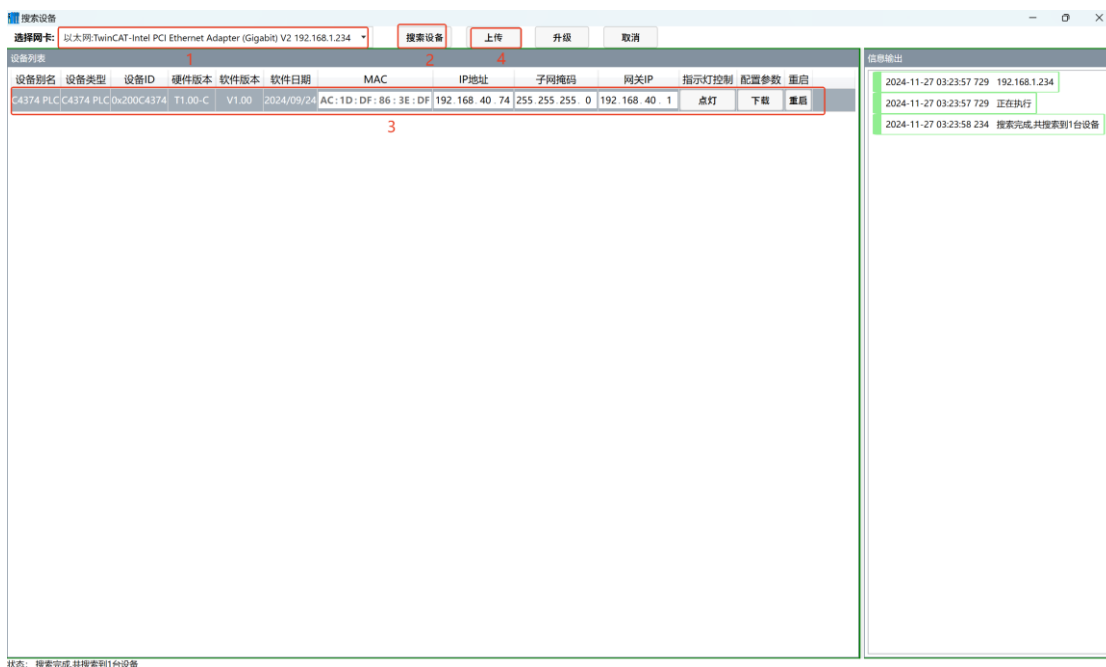 搜索设备
选择网卡: 以太网:TwinCAT-Intel PCI Ethernet Adapter (Gigabit) V2 192.168.1.234 搜索设备 上传 升级 取消
1 2 4
设备列表 信息输出
设备别名 设备类型 设备ID 硬件版本 软件版本 软件日期 MAC IP地址 子网掩码 网关IP 指示灯控制 配置参数 重启
C4374 PLC C4374 PLC 0x200C4374 T1.00-C V1.00 2024/09/24 AC : 1D : DF : 86 : 3E : DF 192 . 168 . 40 . 74 255 . 255 . 255 . 0 192 . 168 . 40 . 1 点灯 下载 重启
3
2024-11-27 03:23:57 729 192.168.1.234
2024-11-27 03:23:57 729 正在执行
2024-11-27 03:23:58 234 搜索完成,共搜索到1台设备
状态: 搜索完成,共搜索到1台设备